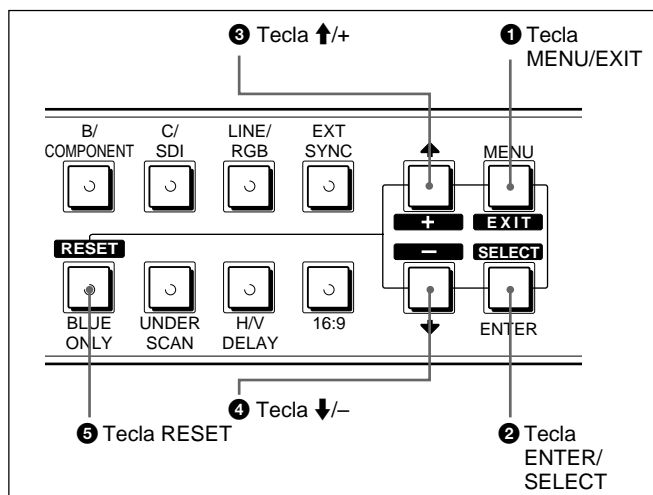 ❸ Tecla ⬆/+
❶ Tecla
MENU/EXIT
B/
COMPONENT
C/
SDI
LINE/
RGB
EXT
SYNC
MENU
+
EXIT
RESET
–
SELECT
BLUE
ONLY
UNDER
SCAN
H/V
DELAY
16:9
ENTER
❹ Tecla ⬇/–
❺ Tecla RESET
❷ Tecla
ENTER/
SELECT